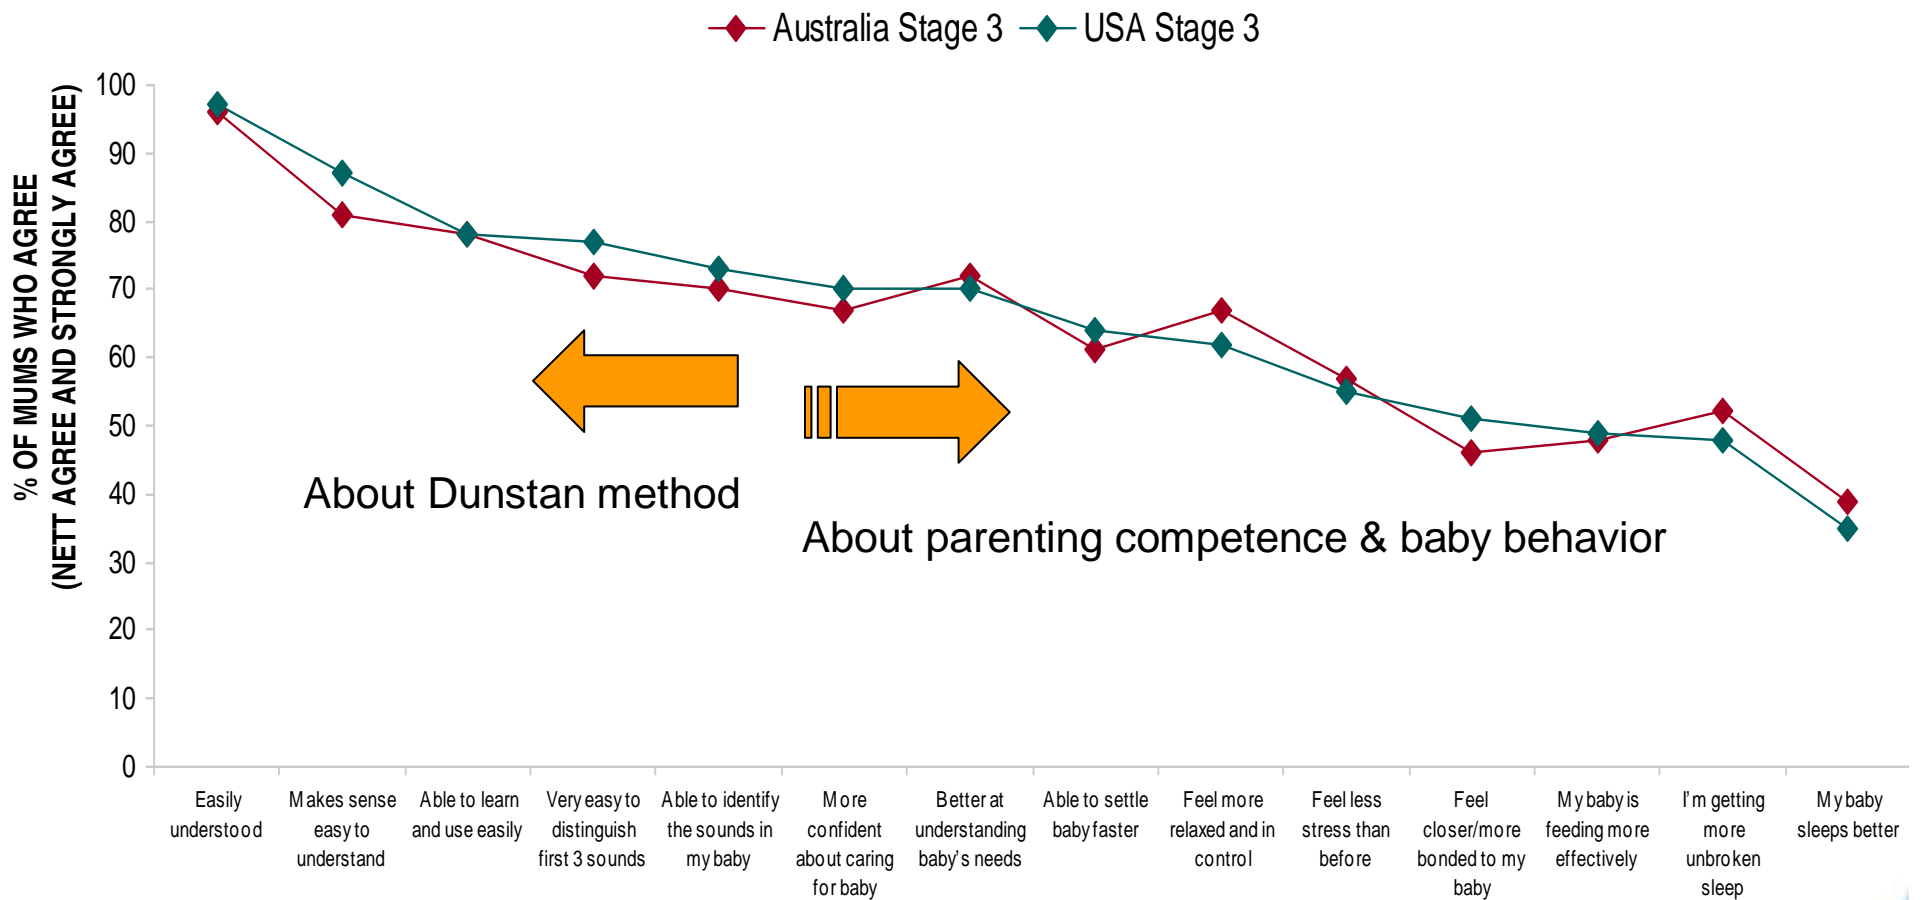 Australia Stage 3 USA Stage 3
% OF MUMS WHO AGREE
(NETT AGREE AND STRONGLY AGREE)
100
90
80
70
60
50
40
30
20
10
0
About Dunstan method
About parenting competence & baby behavior
Easily
understood
Makes sense
easy to
understand
Able to learn
and use easily
Very easy to
distinguish
first 3 sounds
Able to identify
the sounds in
my baby
More
confident
about caring
for baby
Better at
understanding
baby's needs
Able to settle
baby faster
Feel more
relaxed and in
control
Feel less
stress than
before
Feel
closer/more
bonded to my
baby
My baby is
feeding more
effectively
I'm getting
more
unbroken
sleep
My baby
sleeps better